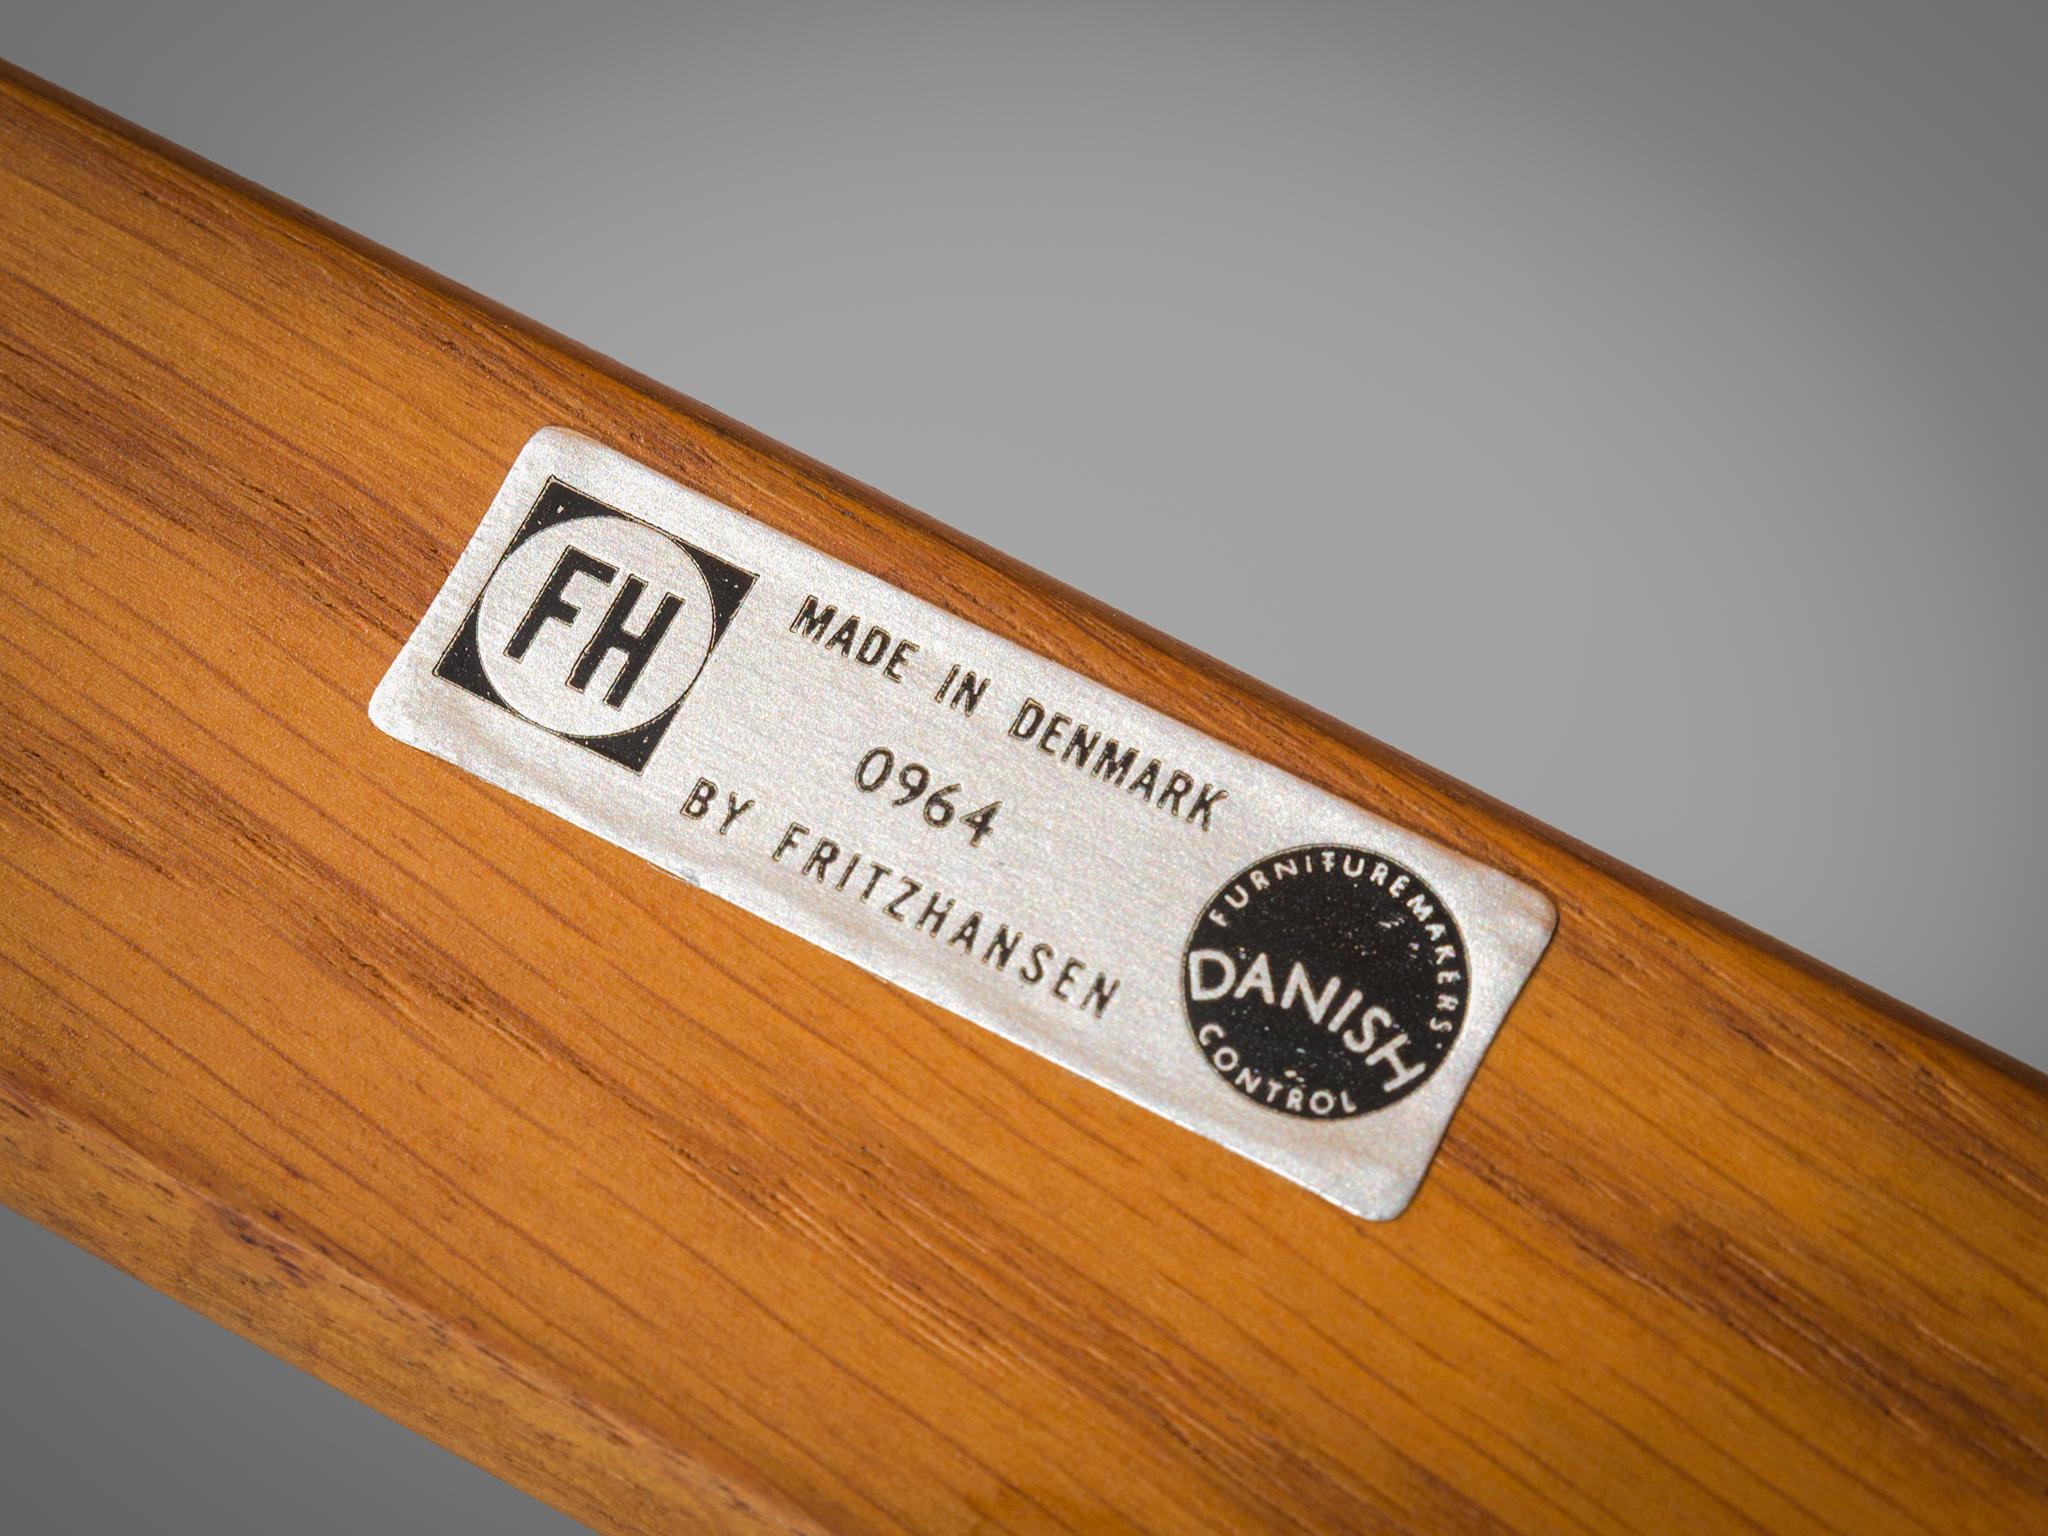 FH
MADE IN DENMARK
0964
BY FRITZHANSEN
FURNITUREMAKERS'
DANISH
CONTROL